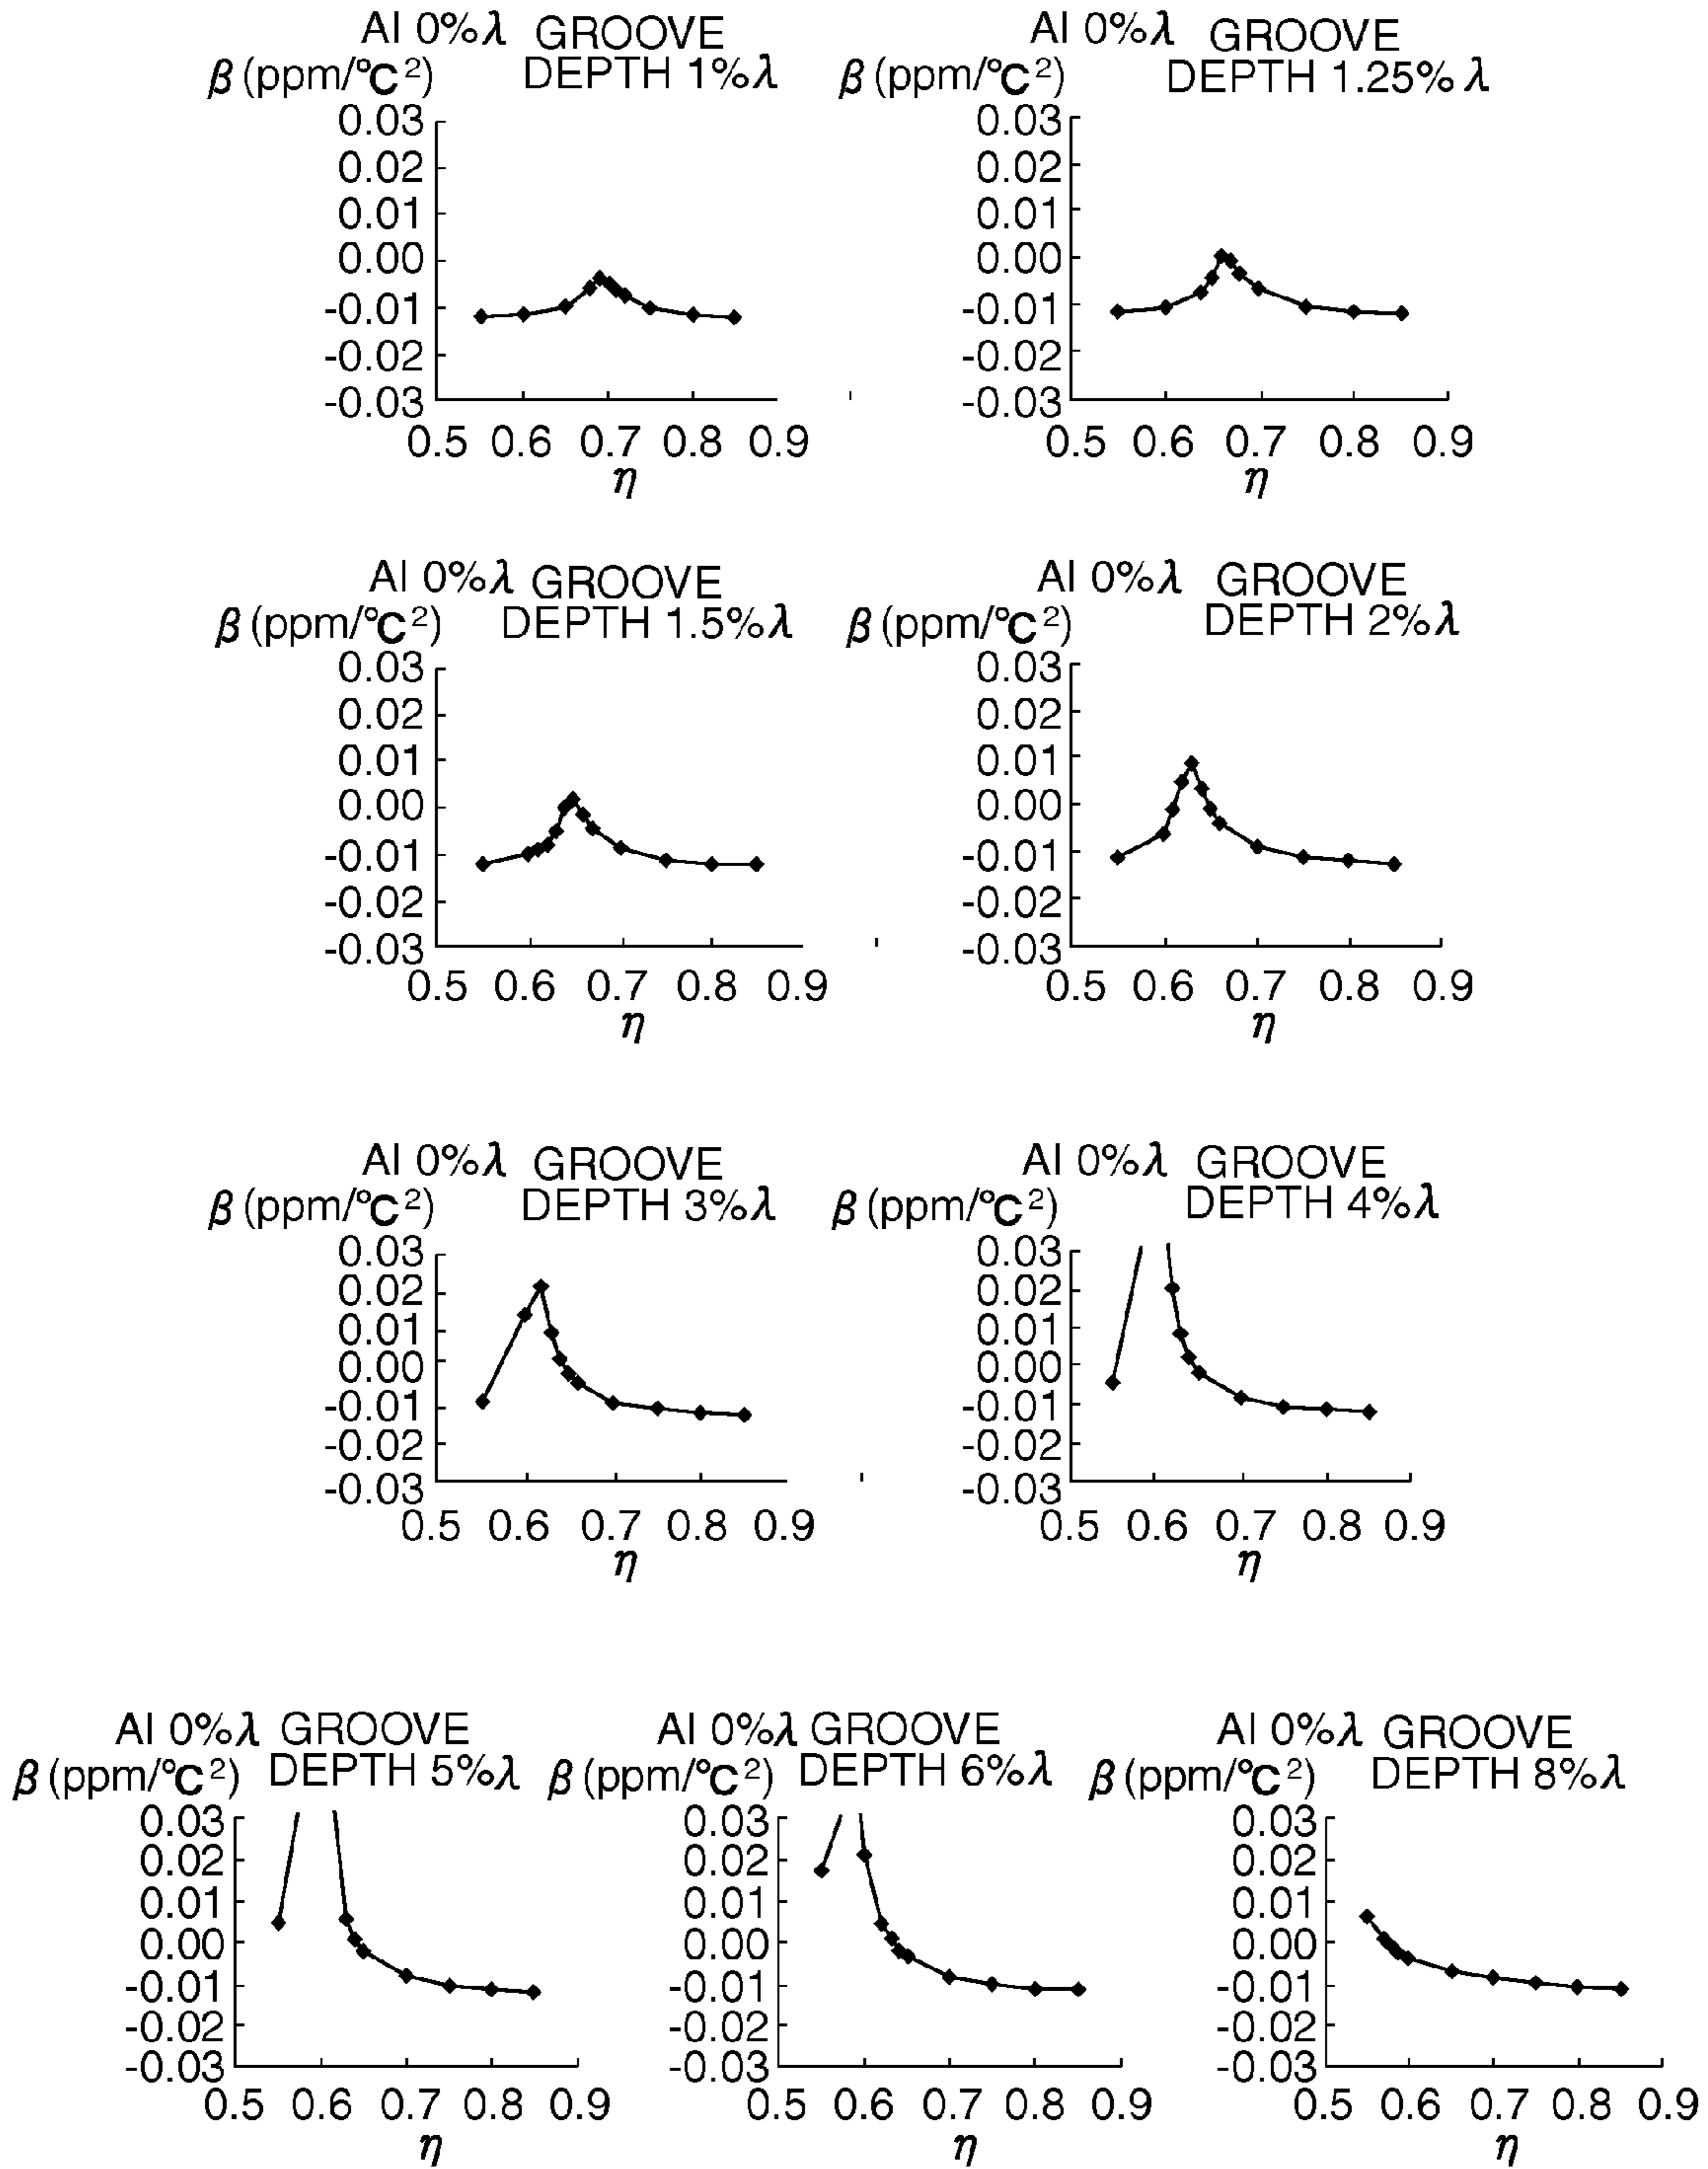 Al 0%λ GROOVE
β (ppm/°C²) DEPTH 1%λ
0.03
0.02
0.01
0.00
-0.01
-0.02
-0.03
0.5 0.6 0.7 0.8 0.9
η
Al 0%λ GROOVE
β (ppm/°C²) DEPTH 1.25%λ
0.03
0.02
0.01
0.00
-0.01
-0.02
-0.03
0.5 0.6 0.7 0.8 0.9
η
Al 0%λ GROOVE
β (ppm/°C²) DEPTH 1.5%λ
0.03
0.02
0.01
0.00
-0.01
-0.02
-0.03
0.5 0.6 0.7 0.8 0.9
η
Al 0%λ GROOVE
β (ppm/°C²) DEPTH 2%λ
0.03
0.02
0.01
0.00
-0.01
-0.02
-0.03
0.5 0.6 0.7 0.8 0.9
η
Al 0%λ GROOVE
β (ppm/°C²) DEPTH 3%λ
0.03
0.02
0.01
0.00
-0.01
-0.02
-0.03
0.5 0.6 0.7 0.8 0.9
η
Al 0%λ GROOVE
β (ppm/°C²) DEPTH 4%λ
0.03
0.02
0.01
0.00
-0.01
-0.02
-0.03
0.5 0.6 0.7 0.8 0.9
η
Al 0%λ GROOVE
β (ppm/°C²) DEPTH 5%λ
0.03
0.02
0.01
0.00
-0.01
-0.02
-0.03
0.5 0.6 0.7 0.8 0.9
η
Al 0%λ GROOVE
β (ppm/°C²) DEPTH 6%λ
0.03
0.02
0.01
0.00
-0.01
-0.02
-0.03
0.5 0.6 0.7 0.8 0.9
η
Al 0%λ GROOVE
β (ppm/°C²) DEPTH 8%λ
0.03
0.02
0.01
0.00
-0.01
-0.02
-0.03
0.5 0.6 0.7 0.8 0.9
η